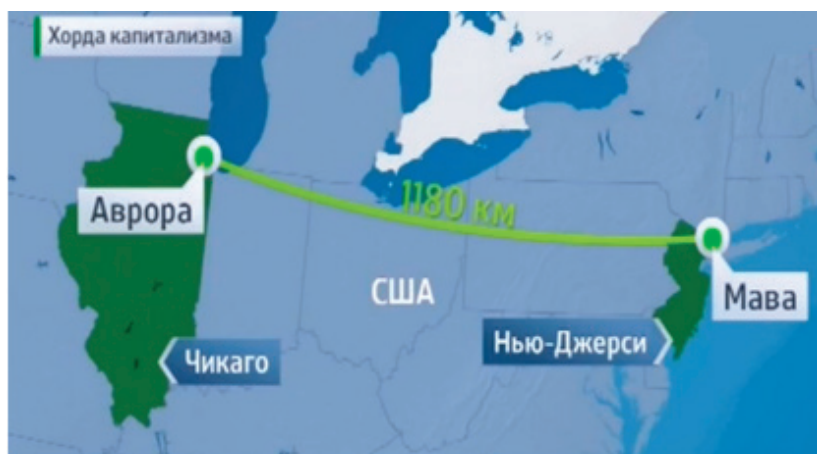 Хорда капитализма
Аврора
1180 км
США
Мава
Нью-Джерси
Чикаго